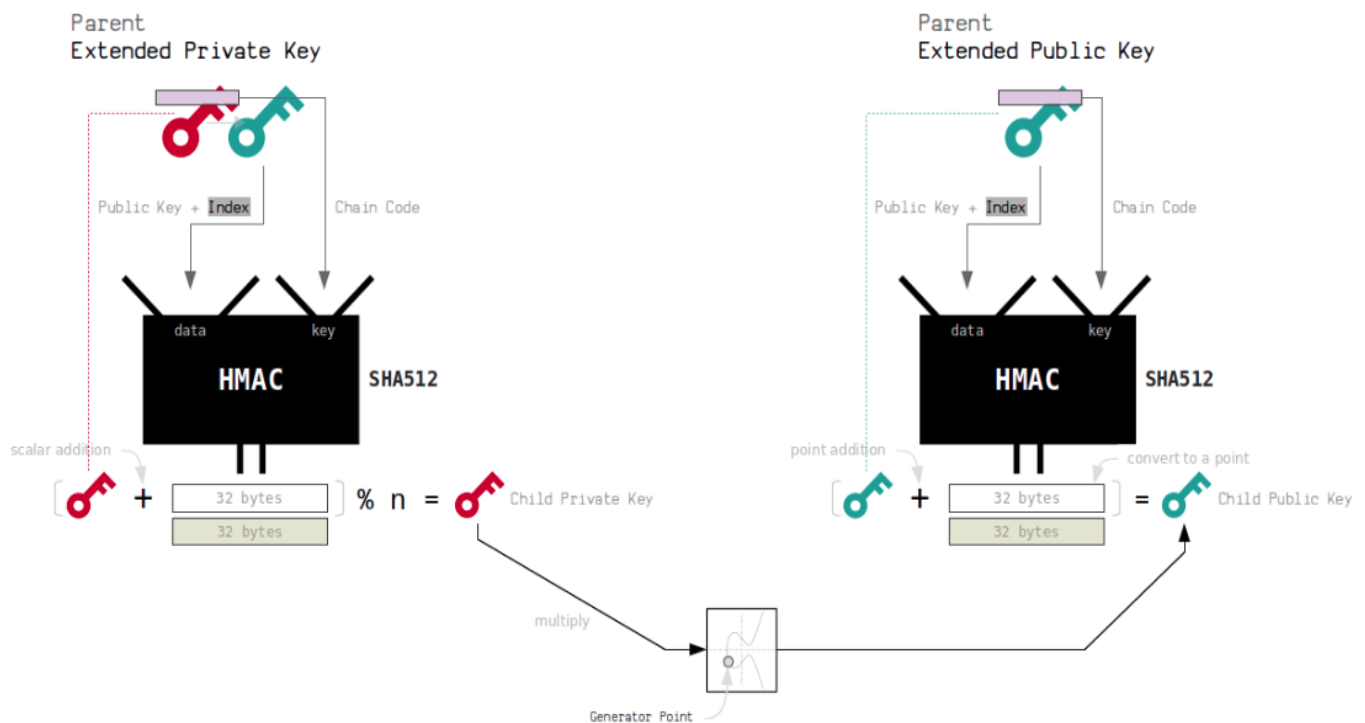 Parent
Extended Private Key
Parent
Extended Public Key
Public Key + Index
Chain Code
Public Key + Index
Chain Code
data
key
HMAC
SHA512
data
key
HMAC
SHA512
scalar addition
+
32 bytes
% n =
Child Private Key
32 bytes
point addition
convert to a point
+
32 bytes
=
Child Public Key
32 bytes
multiply
Generator Point